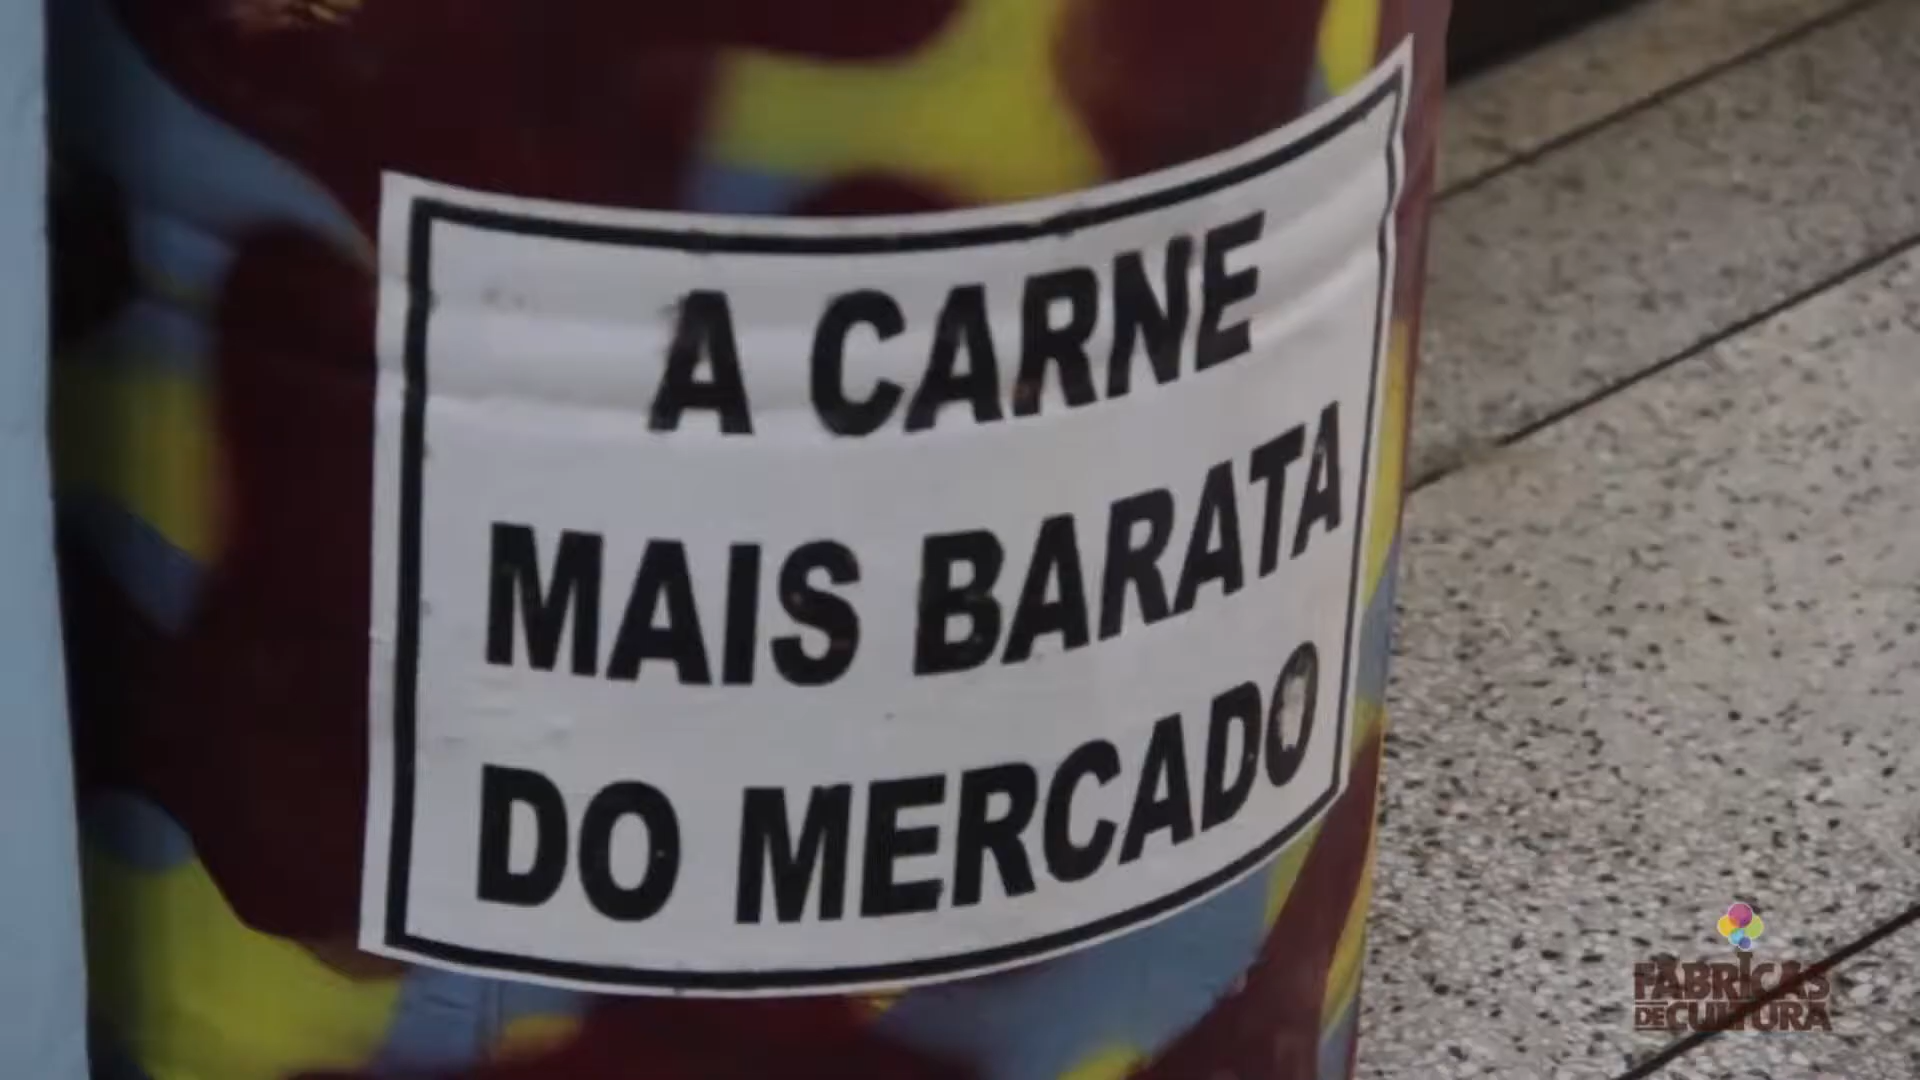 A CARNE
MAIS BARATA
DO MERCADO
FÁBRICAS
DE CULTURA